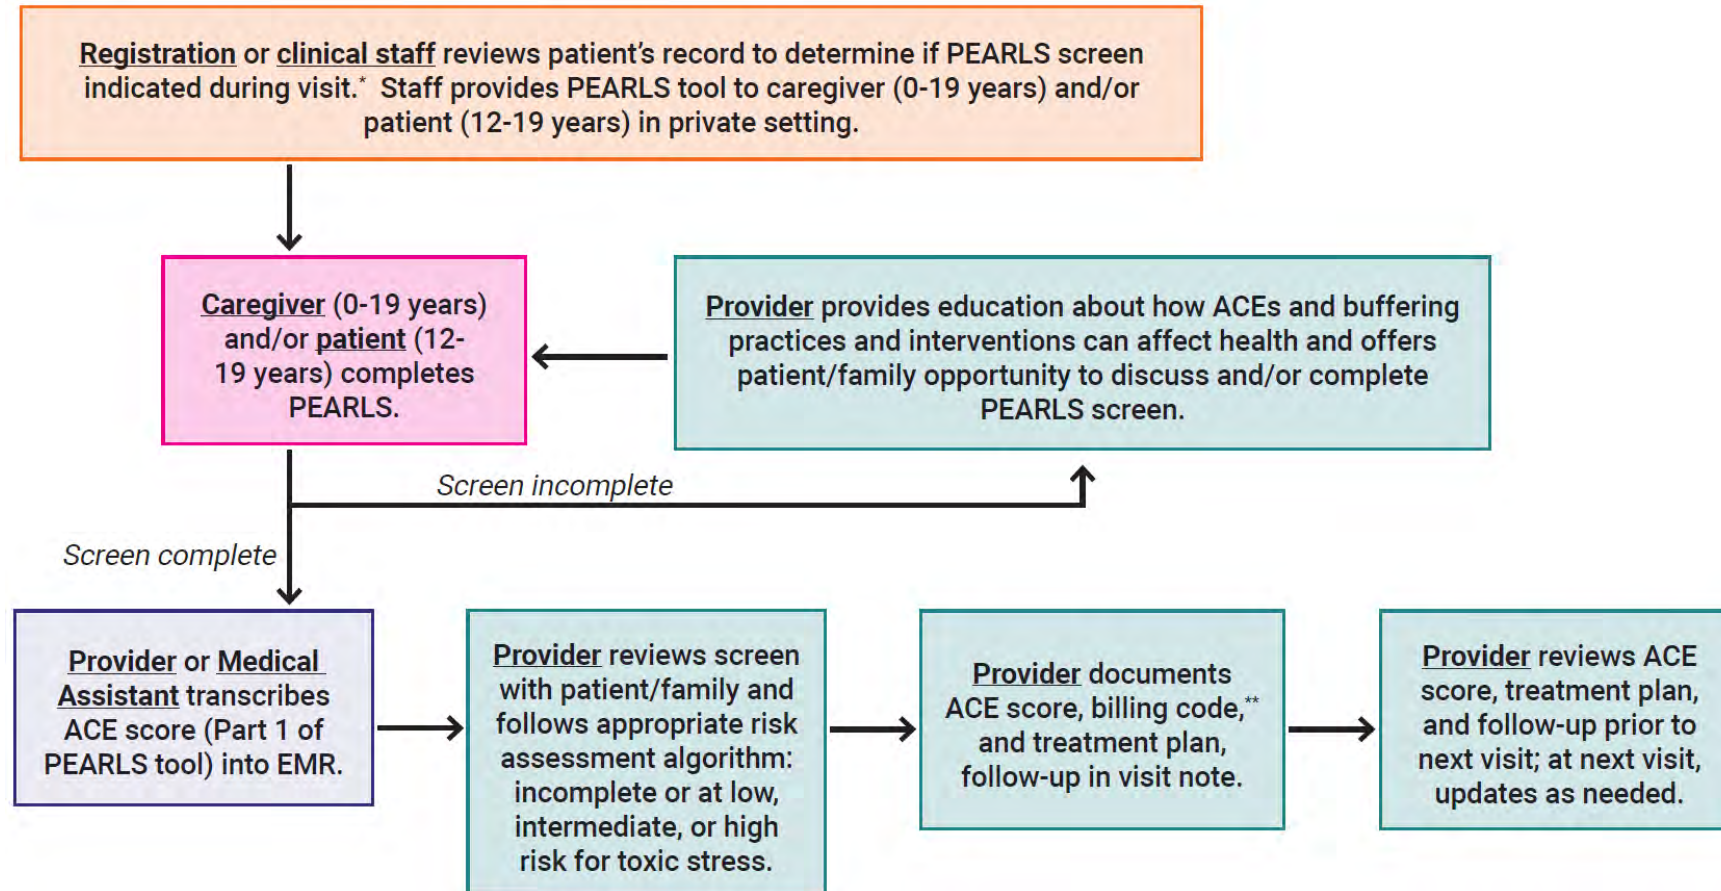 Registration or clinical staff reviews patient's record to determine if PEARLS screen
indicated during visit.* Staff provides PEARLS tool to caregiver (0-19 years) and/or
patient (12-19 years) in private setting.
Caregiver (0-19 years)
and/or patient (12-
19 years) completes
PEARLS.
Provider provides education about how ACEs and buffering
practices and interventions can affect health and offers
patient/family opportunity to discuss and/or complete
PEARLS screen.
Screen incomplete
Screen complete
Provider or Medical
Assistant transcribes
ACE score (Part 1 of
PEARLS tool) into EMR.
Provider reviews screen
with patient/family and
follows appropriate risk
assessment algorithm:
incomplete or at low,
intermediate, or high
risk for toxic stress.
Provider documents
ACE score, billing code,**
and treatment plan,
follow-up in visit note.
Provider reviews ACE
score, treatment plan,
and follow-up prior to
next visit; at next visit,
updates as needed.